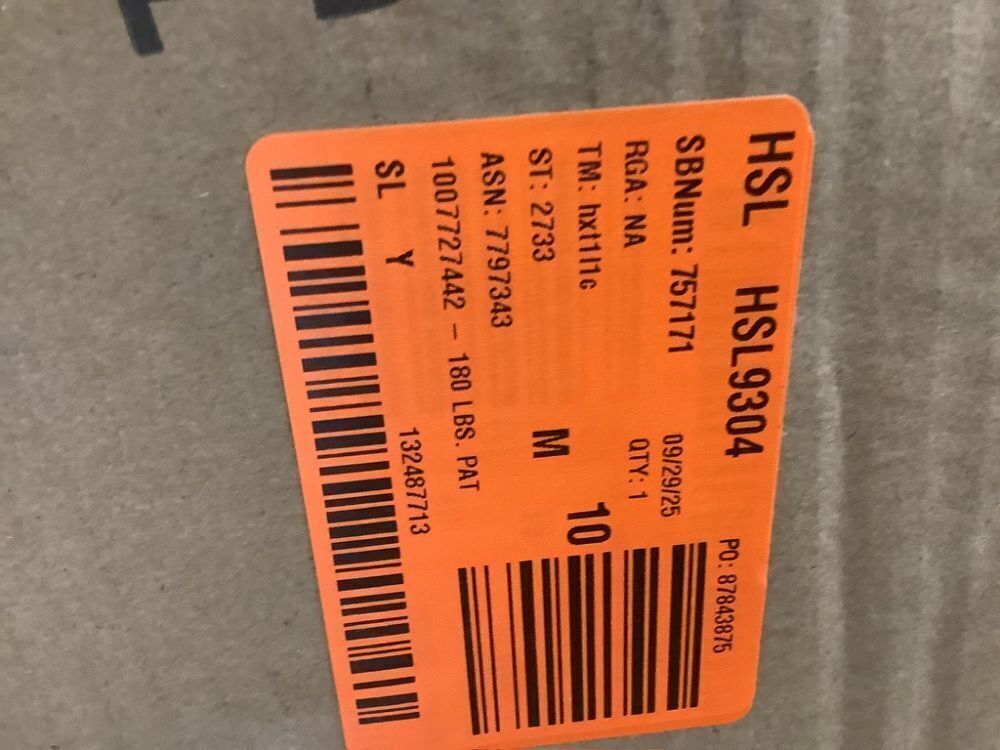 HSL HSL9304 PO: 87843875
SBNum: 757171 09/29/25
RGA: NA QTY: 1
TM: hxt1l1c 10
ST: 2733 M
ASN: 7797343
1007727442 - 180 LBS. PAT
SL Y 132487713